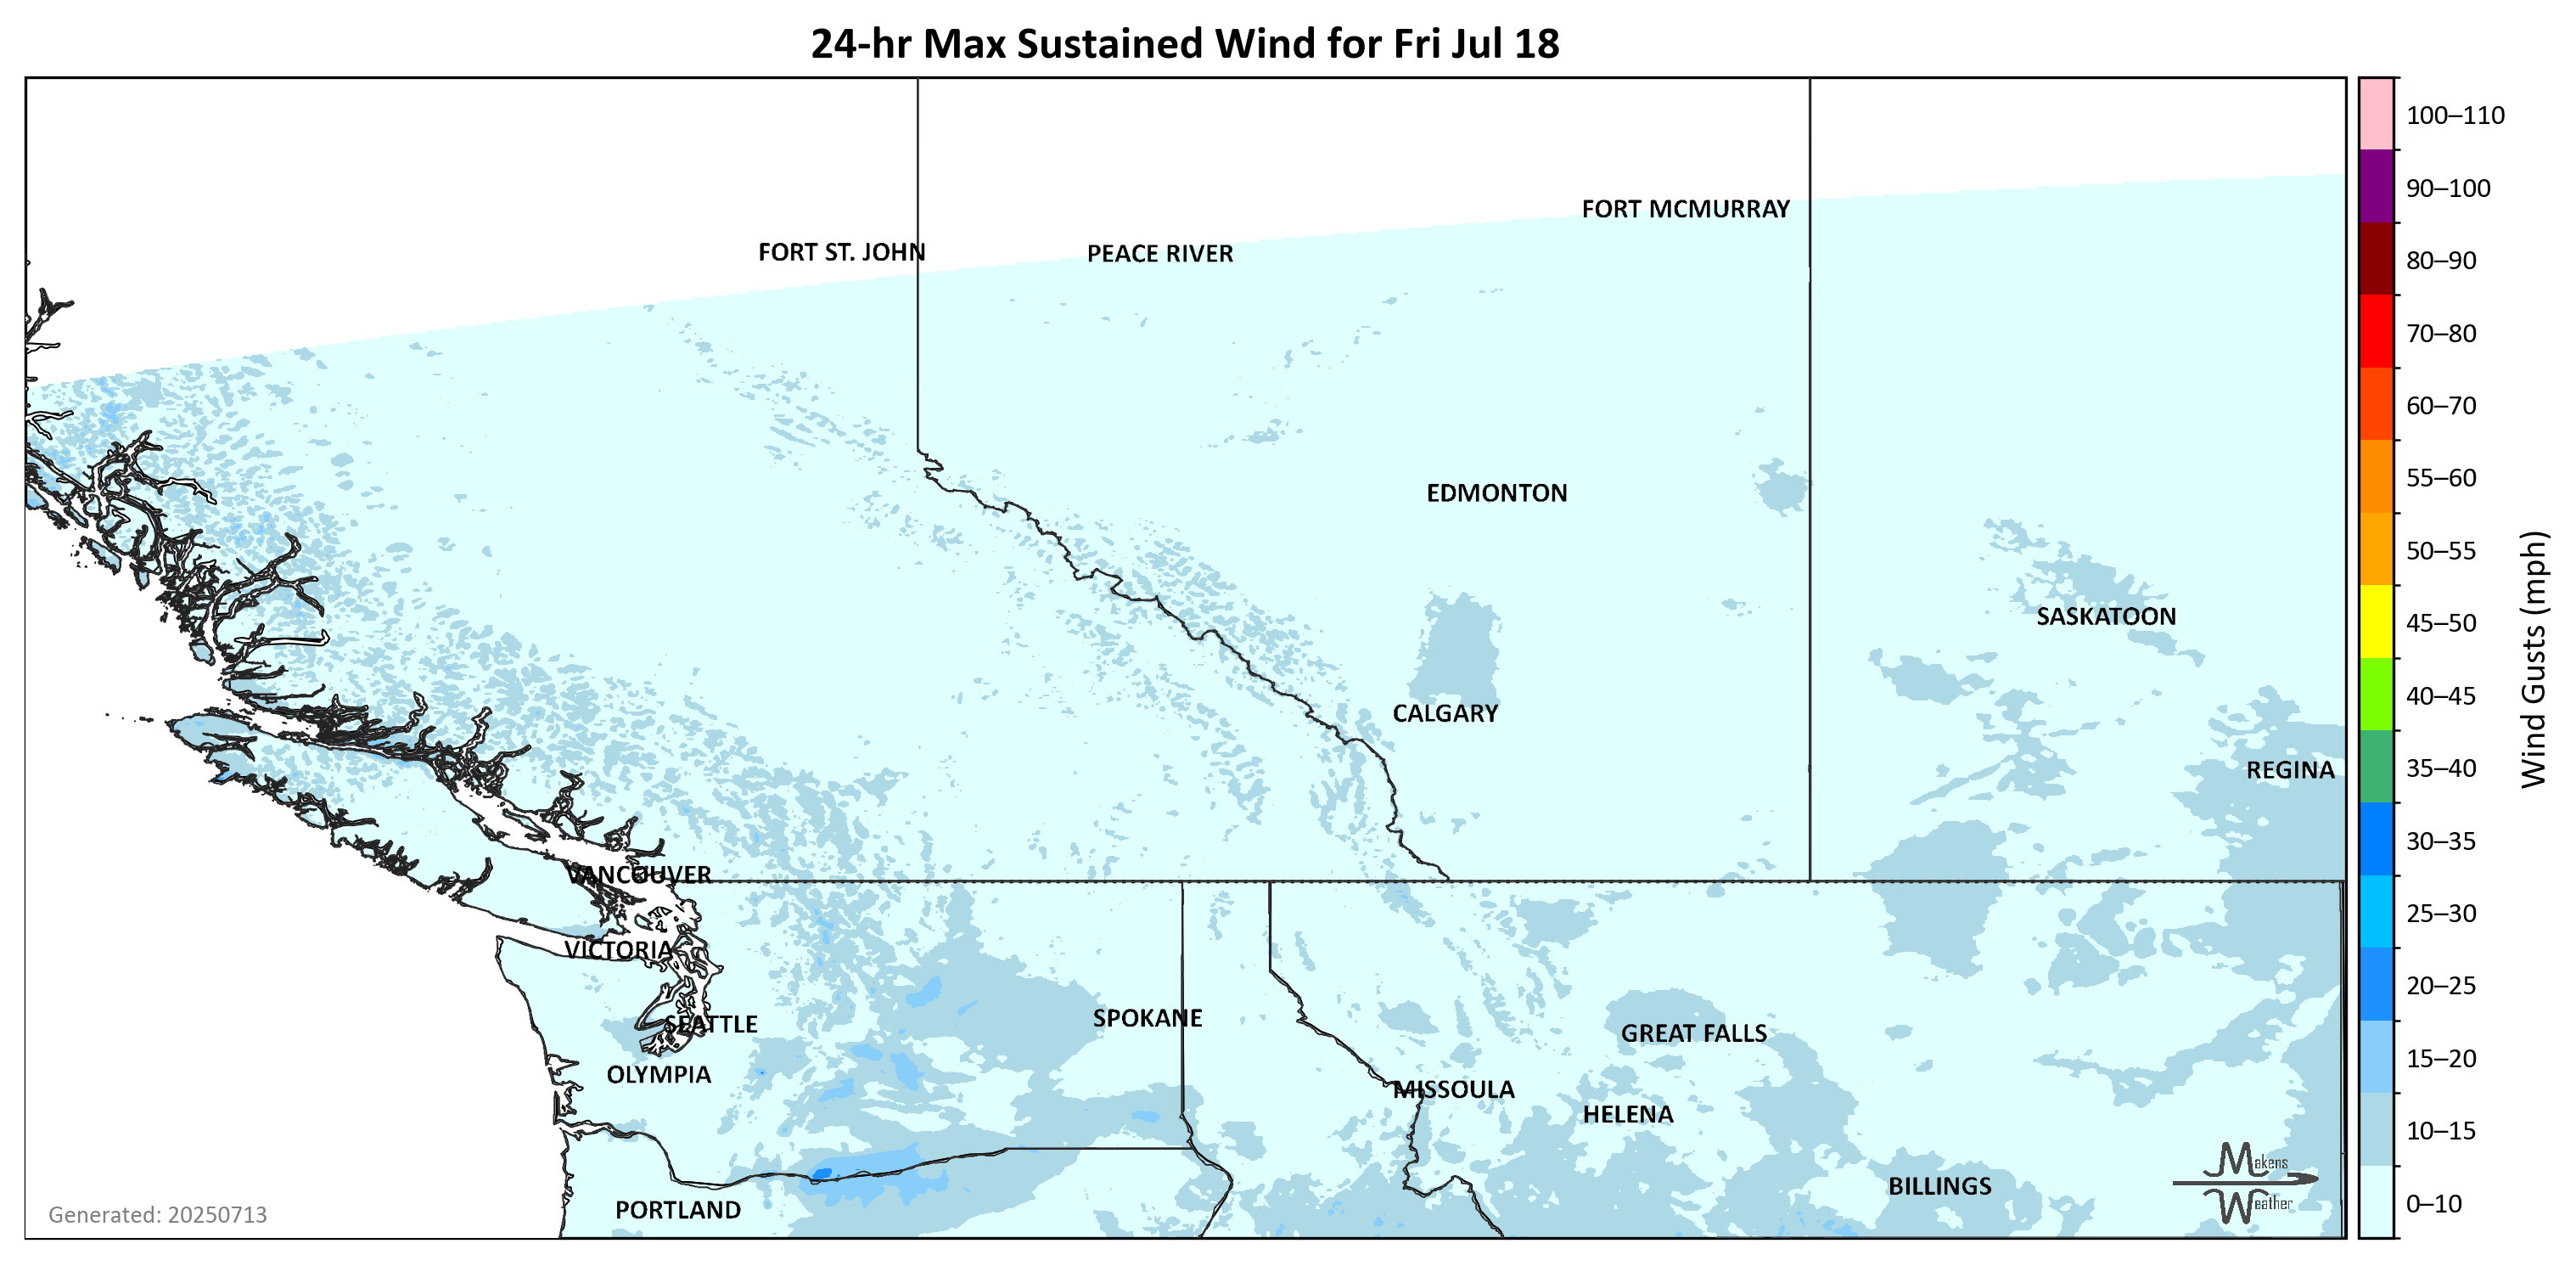 24-hr Max Sustained Wind for Fri Jul 18
FORT MCMURRAY
FORT ST. JOHN
PEACE RIVER
EDMONTON
SASKATOON
CALGARY
REGINA
VANCOUVER
VICTORIA
SPOKANE
SEATTLE
GREAT FALLS
OLYMPIA
MISSOULA
HELENA
BILLINGS
PORTLAND
Makens
Weather
Generated: 20250713
100–110
90–100
80–90
70–80
60–70
55–60
50–55
45–50
40–45
35–40
30–35
25–30
20–25
15–20
10–15
0–10
Wind Gusts (mph)